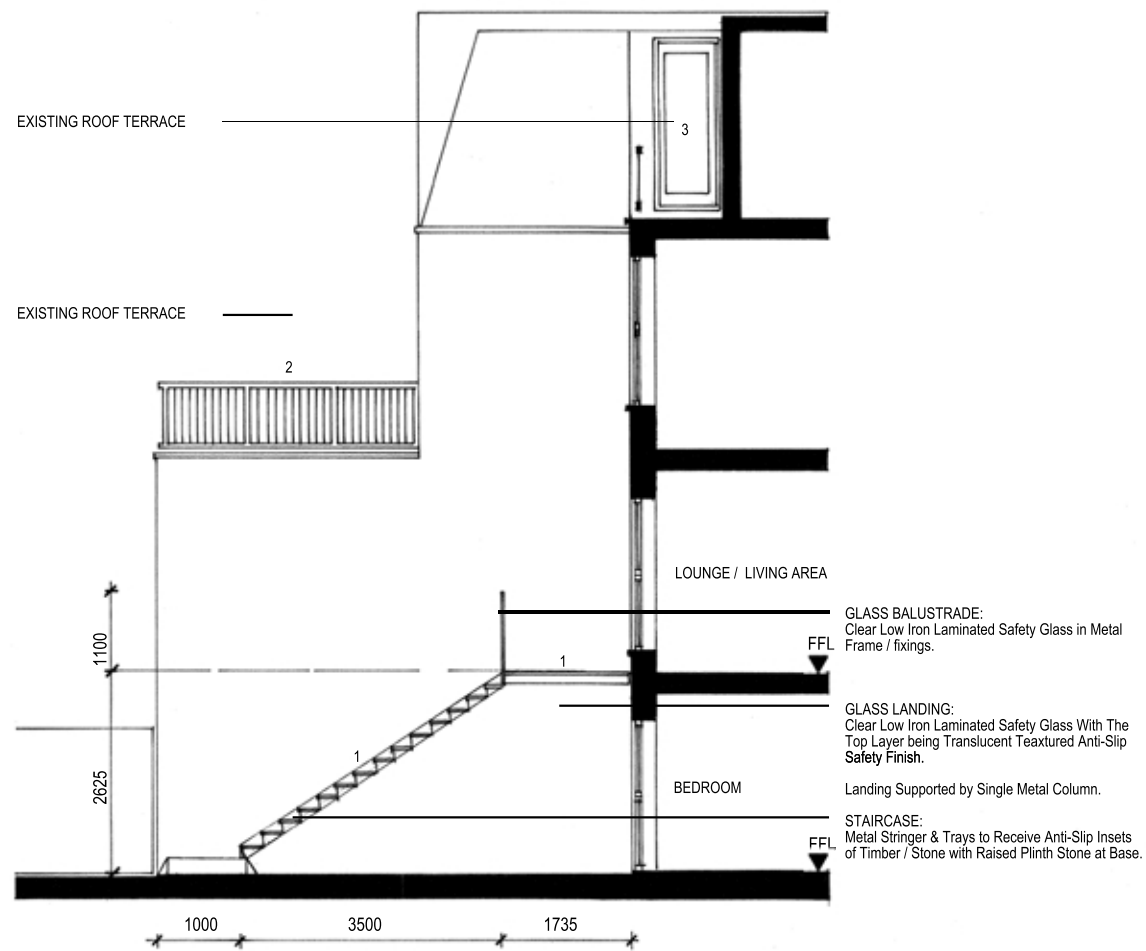 3
EXISTING ROOF TERRACE
EXISTING ROOF TERRACE
2
LOUNGE / LIVING AREA
GLASS BALUSTRADE:
Clear Low Iron Laminated Safety Glass in Metal
Frame / fixings.
FFL
1100
1
GLASS LANDING:
Clear Low Iron Laminated Safety Glass With The
Top Layer being Translucent Teaxtured Anti-Slip
Safety Finish.
1
2625
BEDROOM
Landing Supported by Single Metal Column.
STAIRCASE:
Metal Stringer & Trays to Receive Anti-Slip Insets
of Timber / Stone with Raised Plinth Stone at Base.
FFL
1000
3500
1735